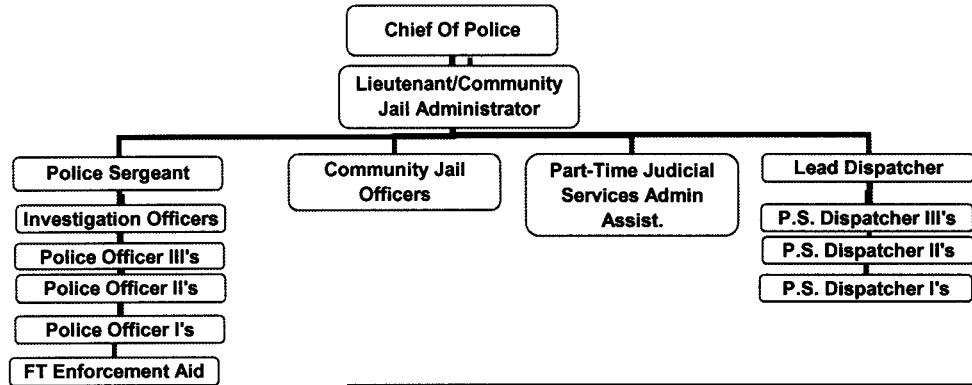 Chief Of Police
Lieutenant/Community
Jail Administrator
Police Sergeant
Investigation Officers
Police Officer III's
Police Officer II's
Police Officer I's
FT Enforcement Aid
Community Jail
Officers
Part-Time Judicial
Services Admin
Assist.
Lead Dispatcher
P.S. Dispatcher III's
P.S. Dispatcher II's
P.S. Dispatcher I's